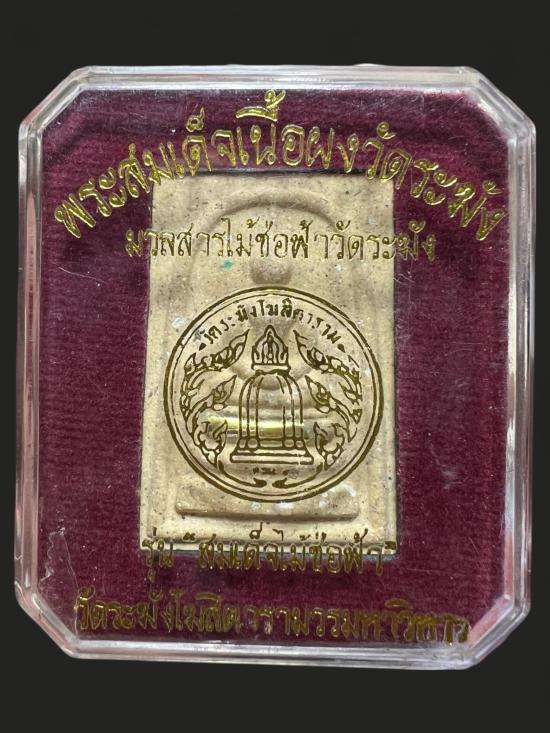 พระสมเด็จเนื้อผงวัดระฆัง
มวลสารไม้ช่อฟ้าวัดระฆัง
วัดระฆังโฆสิตาราม
รุ่น "สมเด็จไม้ช่อฟ้า"
วัดระฆังโฆสิตารามวรมหาวิหาร